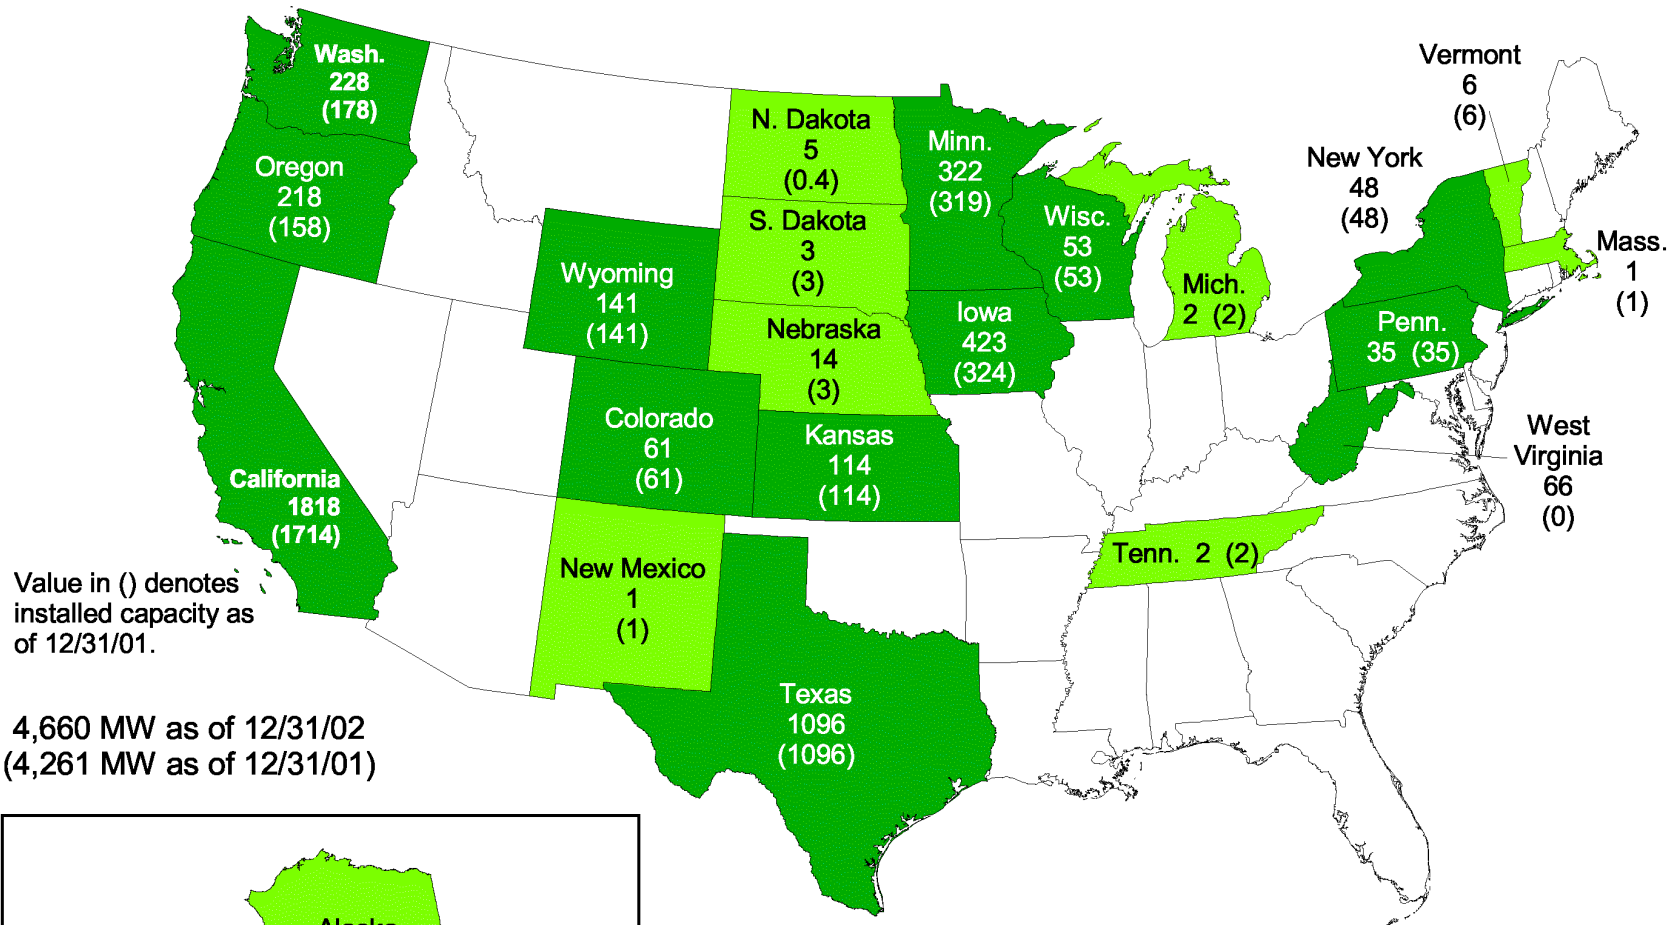 Wash.
228
(178)
Oregon
218
(158)
California
1818
(1714)
Wyoming
141
(141)
Colorado
61
(61)
New Mexico
1
(1)
N. Dakota
5
(0.4)
S. Dakota
3
(3)
Nebraska
14
(3)
Kansas
114
(114)
Texas
1096
(1096)
Minn.
322
(319)
Iowa
423
(324)
Wisc.
53
(53)
Mich.
2 (2)
Tenn. 2 (2)
New York
48
(48)
Vermont
6
(6)
Mass.
1
(1)
Penn.
35 (35)
West
Virginia
66
(0)
Value in () denotes
installed capacity as
of 12/31/01.
4,660 MW as of 12/31/02
(4,261 MW as of 12/31/01)
Alaska